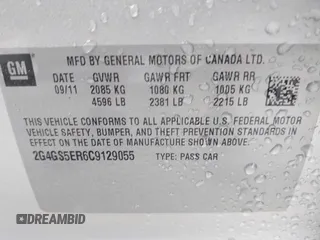 GM
MFD BY GENERAL MOTORS OF CANADA LTD.
09/11 GVWR GAWR FRT GAWR RR
2085 KG 1080 KG 1005 KG
4596 LB 2381 LB 2215 LB
THIS VEHICLE CONFORMS TO ALL APPLICABLE U.S. FEDERAL MOTOR
VEHICLE SAFETY, BUMPER, AND THEFT PREVENTION STANDARDS IN
EFFECT ON THE DATE OF MANUFACTURE SHOWN ABOVE.
2G4GS5ER6C9129055 TYPE: PASS CAR
© DEALERSHIP AUCTIONS